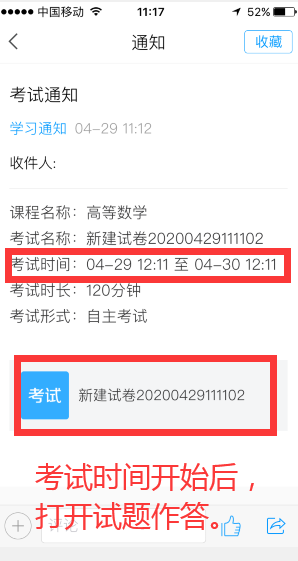 中国移动 11:17 52%
通知 收藏
考试通知
学习通知 04-29 11:12
收件人:
课程名称：高等数学
考试名称：新建试卷20200429111102
考试时间：04-29 12:11 至 04-30 12:11
考试时长：120分钟
考试形式：自主考试
考试 新建试卷20200429111102
考试时间开始后，
打开试题作答。
评论